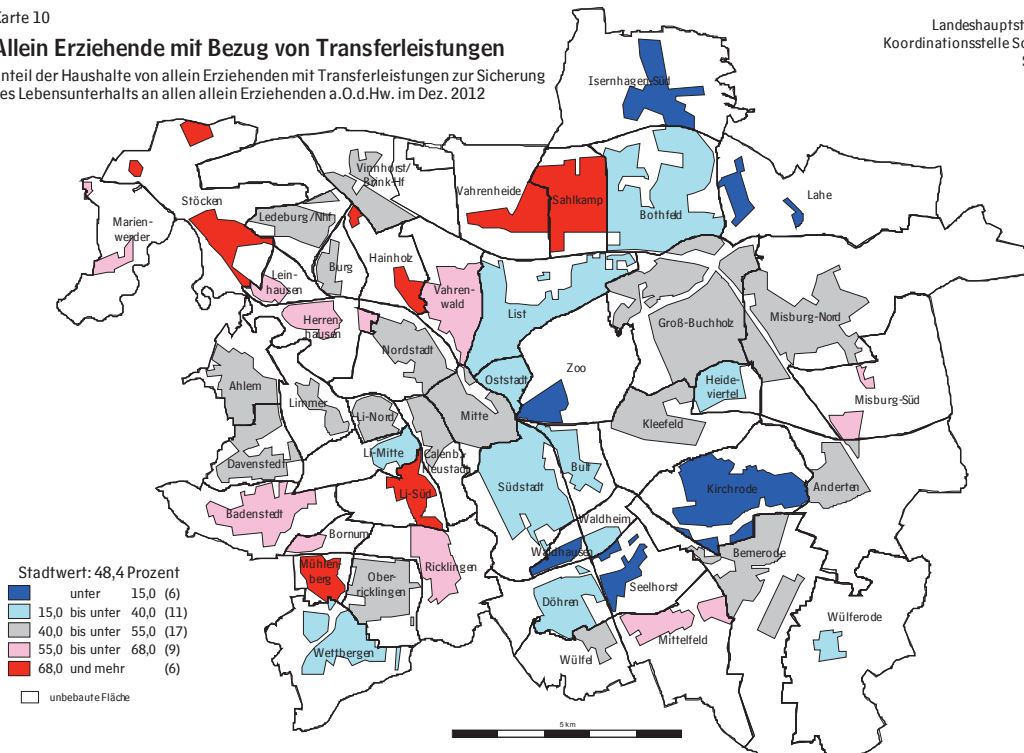 Karte 10
Allein Erziehende mit Bezug von Transferleistungen
nteil der Haushalte von allein Erziehenden mit Transferleistungen zur Sicherung
es Lebensunterhalts an allen allein Erziehenden a.O.d.Hw. im Dez. 2012
Landeshauptst
Koordinationsstelle So
S
Isernhagen-Süd
Vinnhorst/
Brink-Hf
Vahrenheide
Sahlkamp
Bothfeld
Lahe
Stöcken
Marien-
werder
Ledeburg/Nhf
Burg
Hainholz
Lein-
hausen
Vahren-
wald
Herren-
hausen
List
Groß-Buchholz
Misburg-Nord
Nordstadt
Oststadt
Zoo
Heide-
viertel
Misburg-Süd
Ahlem
Limmer
Li-Nord
Mitte
Kleefeld
Li-Mitte
Calenb.-
Neustadt
Davenstedt
Li-Süd
Südstadt
Bult
Kirchrode
Anderten
Badenstedt
Bornum
Waldheim
Waldhausen
Bemerode
Mühlen-
berg
Ober-
ricklingen
Ricklingen
Seelhorst
Döhren
Wülferode
Mittelfeld
Wettbergen
Wülfel
Stadtwert: 48,4 Prozent
unter 15,0 (6)
15,0 bis unter 40,0 (11)
40,0 bis unter 55,0 (17)
55,0 bis unter 68,0 (9)
68,0 und mehr (6)
unbebaute Fläche
5 km